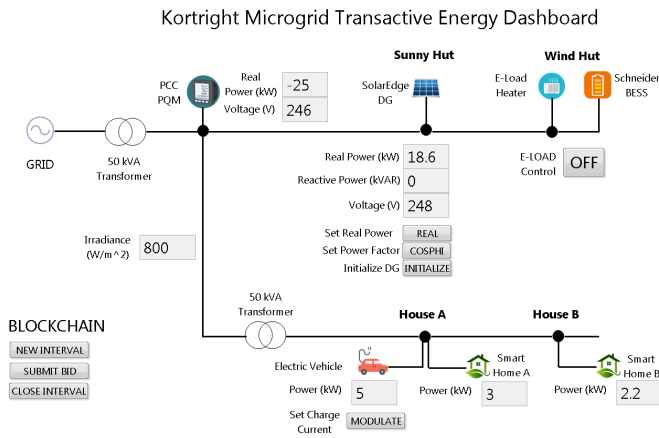 Kortright Microgrid Transactive Energy Dashboard
Sunny Hut
Wind Hut
PCC
PQM
Real
Power (kW)
-25
Voltage (V)
246
SolarEdge
DG
E-Load
Heater
Schneider
BESS
GRID
50 kVA
Transformer
Real Power (kW)
18.6
Reactive Power (kVAR)
0
Voltage (V)
248
E-LOAD
Control
OFF
Set Real Power
REAL
Set Power Factor
COSPHI
Initialize DG
INITIALIZE
Irradiance
(W/m^2)
800
50 kVA
Transformer
House A
House B
BLOCKCHAIN
NEW INTERVAL
SUBMIT BID
CLOSE INTERVAL
Electric Vehicle
Smart
Home A
Smart
Home B
Power (kW)
5
Power (kW)
3
Power (kW)
2.2
Set Charge
Current
MODULATE